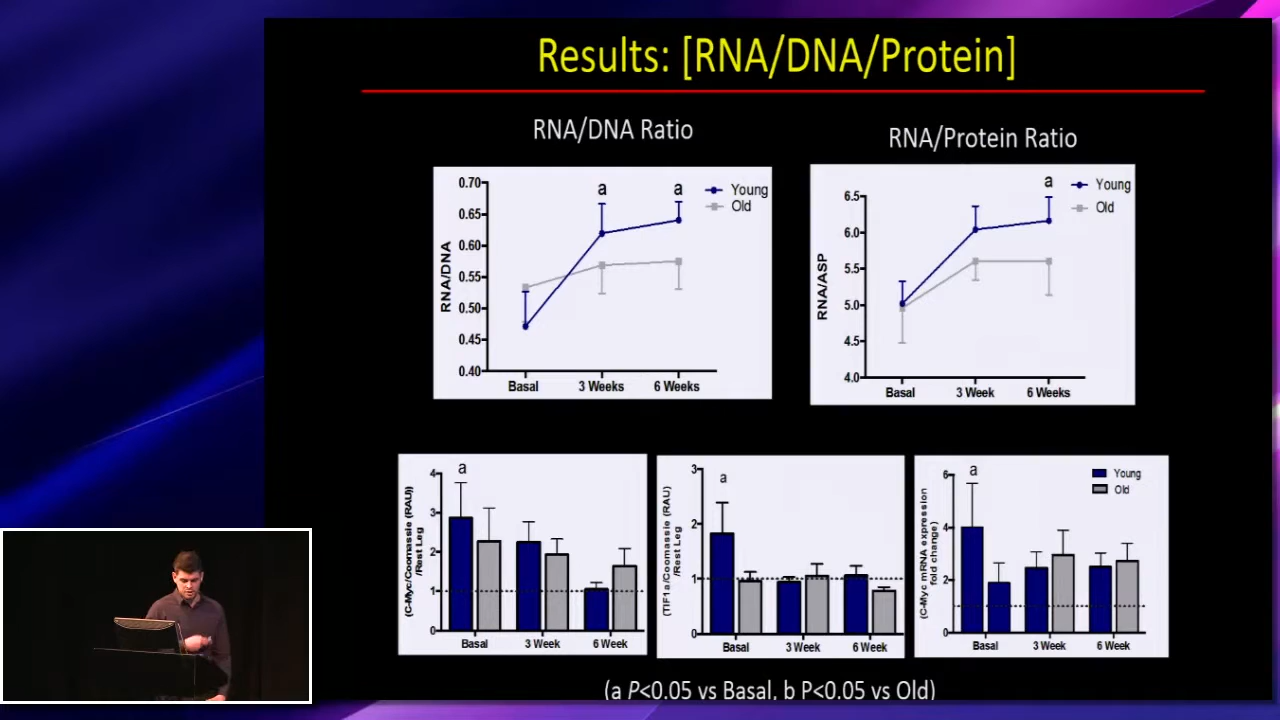 Results: [RNA/DNA/Protein]
RNA/DNA Ratio
RNA/Protein Ratio
0.70
0.65
0.60
0.55
0.50
0.45
0.40
RNA/DNA
a
a
Young
Old
Basal
3 Weeks
6 Weeks
6.5
6.0
5.5
5.0
4.5
4.0
RNA/ASP
a
Young
Old
Basal
3 Week
6 Weeks
(C-Myc/Coomassie (RAU))
/Rest Leg
4
3
2
1
0
a
Basal
3 Week
6 Week
(TIF1a/Coomassie (RAU)
/Rest Leg
3
2
1
0
a
Basal
3 Week
6 Week
(C-Myc mRNA expression
fold change)
6
4
2
0
a
Young
Old
Basal
3 Week
6 Week
(a P<0.05 vs Basal, b P<0.05 vs Old)